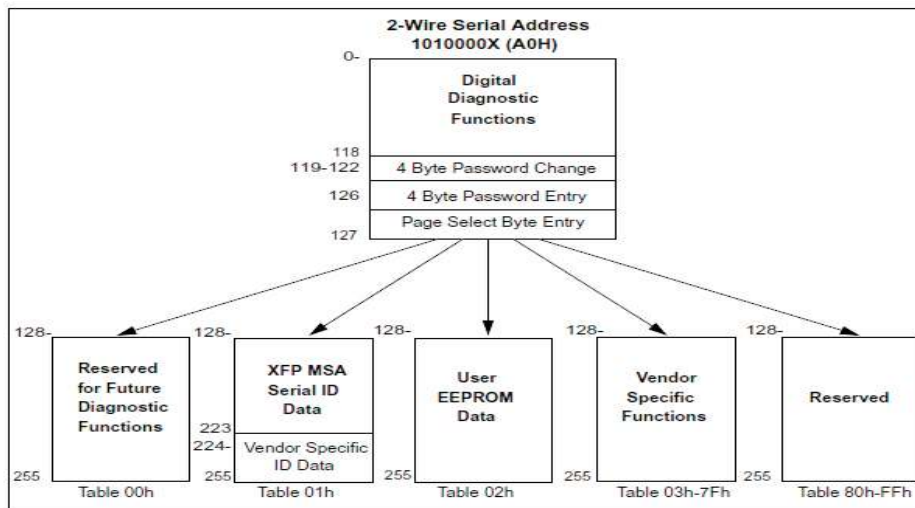 2-Wire Serial Address
1010000X (A0H)
0-
Digital
Diagnostic
Functions
118
119-122
4 Byte Password Change
126
4 Byte Password Entry
Page Select Byte Entry
127
128-
Reserved
for Future
Diagnostic
Functions
255
Table 00h
128-
XFP MSA
Serial ID
Data
223
224-
Vendor Specific
ID Data
255
Table 01h
128-
User
EEPROM
Data
255
Table 02h
128-
Vendor
Specific
Functions
255
Table 03h-7Fh
128-
Reserved
255
Table 80h-FFh